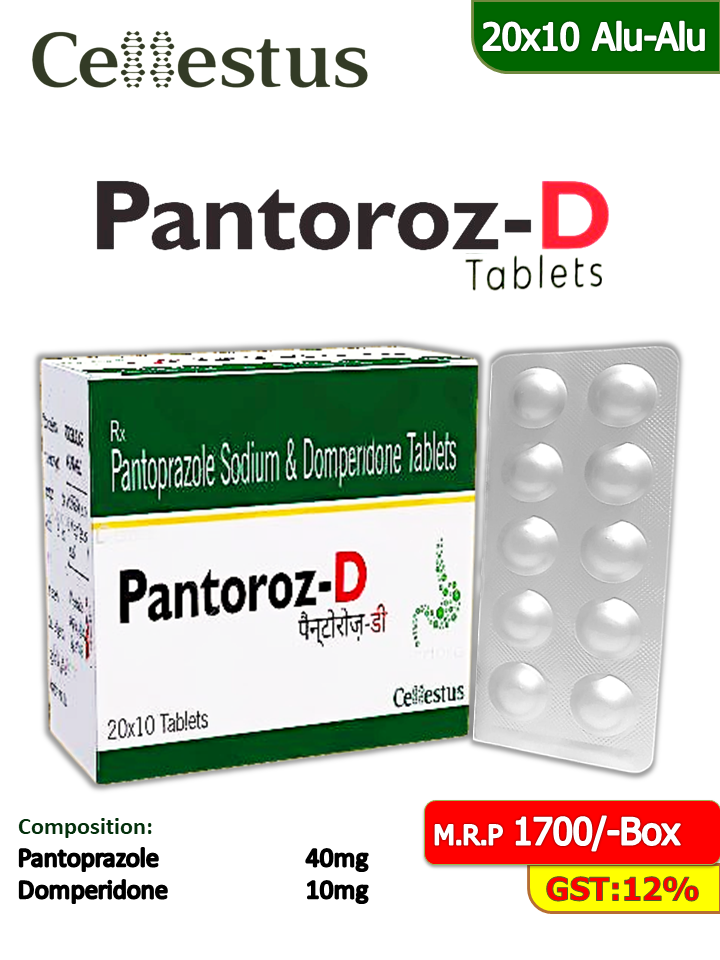 Cellestus
20x10 Alu-Alu
Pantoroz-D
Tablets
Rx
Pantoprazole Sodium & Domperidone Tablets
Pantoroz-D
पैन्टोरोज़-डी
Cellestus
20x10 Tablets
Composition:
Pantoprazole 40mg
Domperidone 10mg
M.R.P 1700/-Box
GST:12%